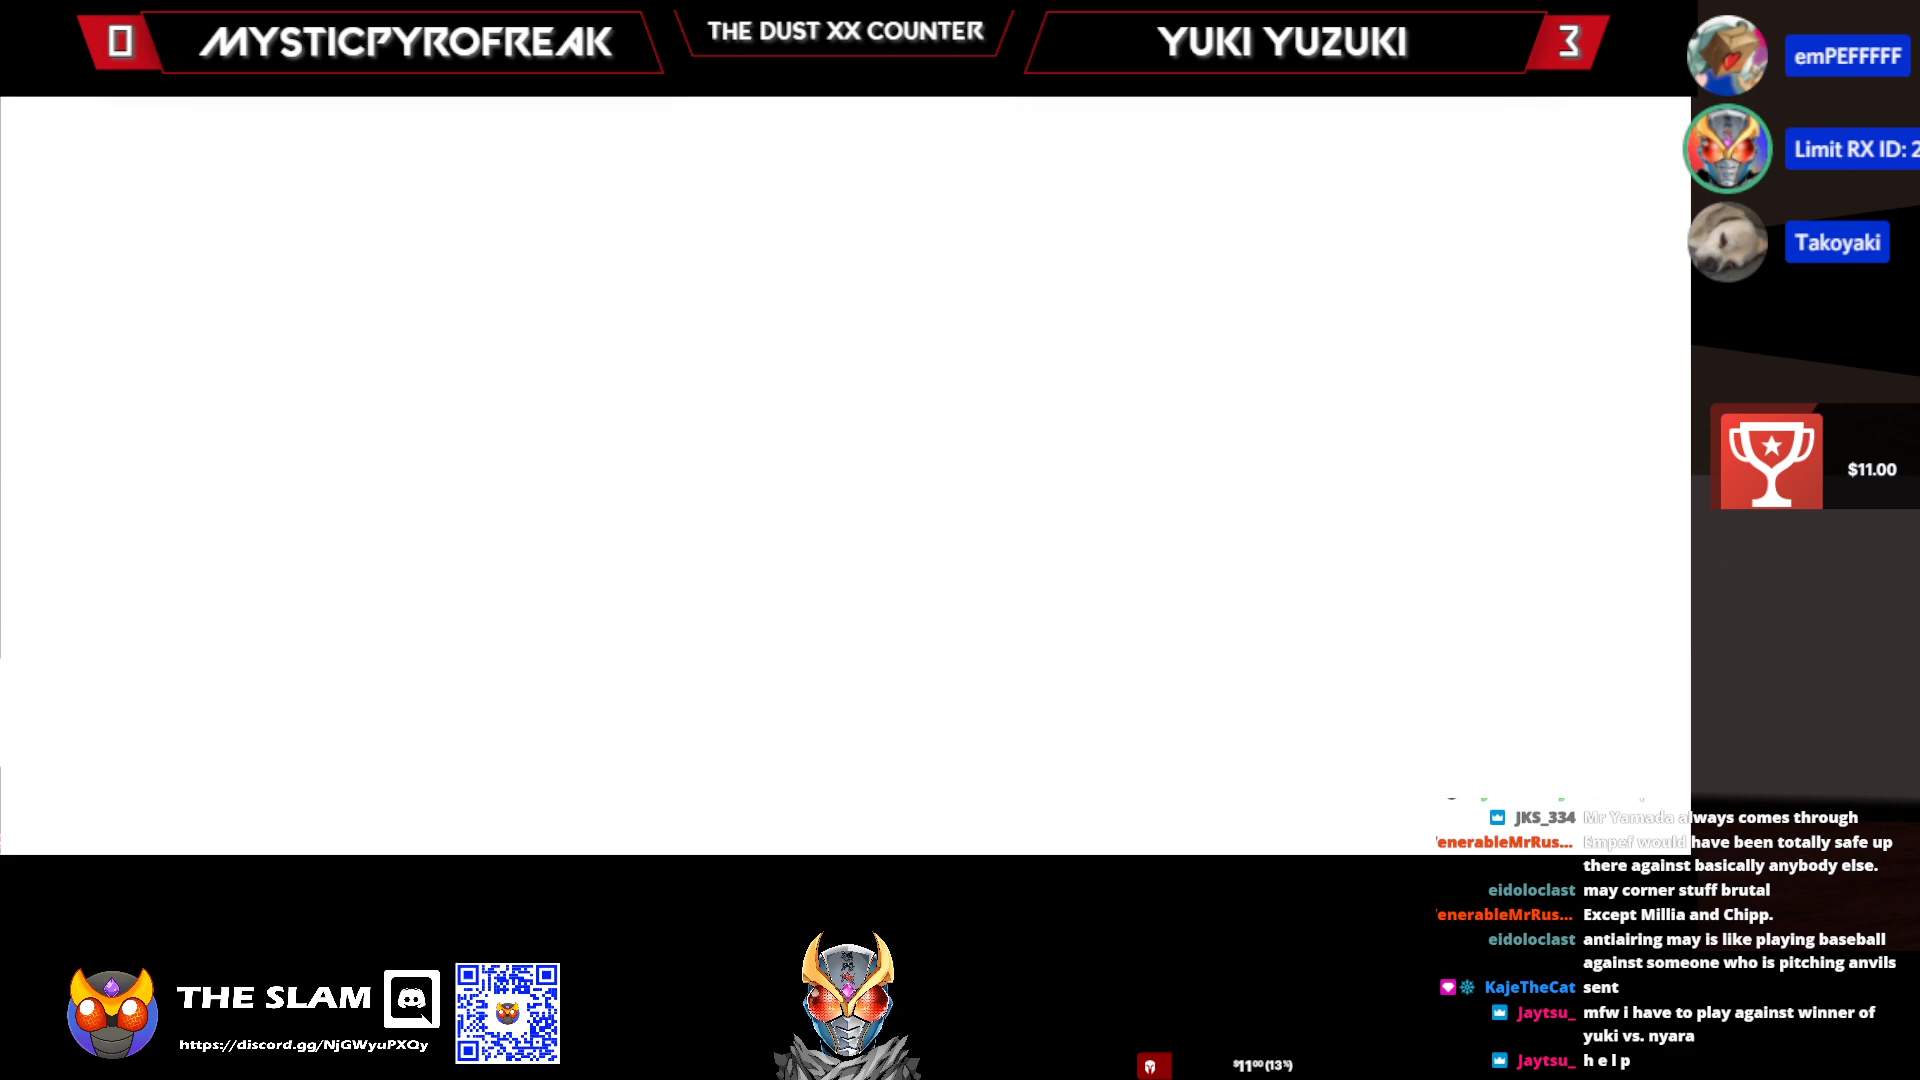 0 MYSTICPYROFREAK THE DUST XX COUNTER YUKI YUZUKI 3
emPEFFFFF
Limit RX ID: 2
Takoyaki
$11.00
JKS_334 Mr Yamada always comes through
enerableMrRus... Empef would have been totally safe up
there against basically anybody else.
eidoloclast may corner stuff brutal
enerableMrRus... Except Millia and Chipp.
eidoloclast antiairing may is like playing baseball
against someone who is pitching anvils
KajeTheCat sent
Jaytsu_ mfw i have to play against winner of
yuki vs. nyara
Jaytsu_ h e l p
THE SLAM
https://discord.gg/NjGWyuPXQy
$11.00 (13%)